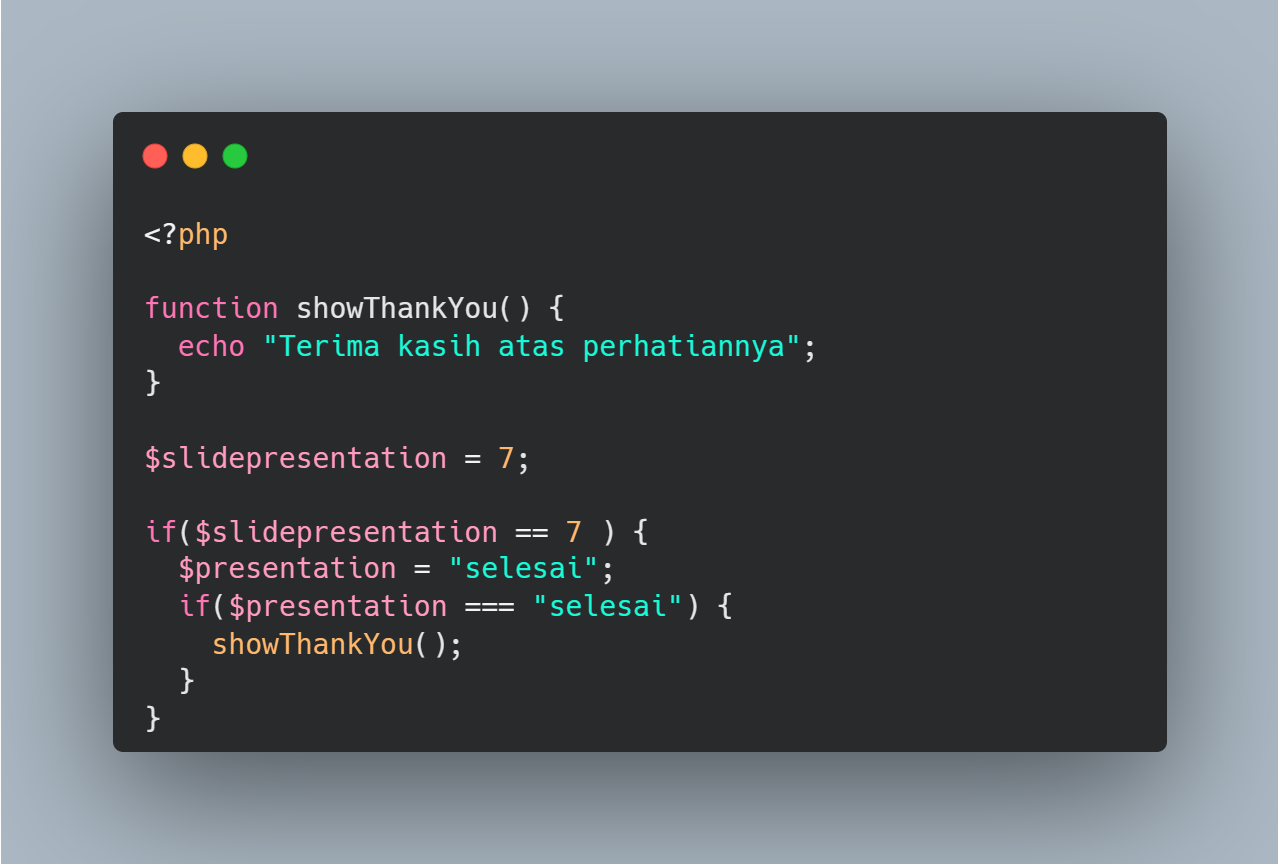 <?php
function showThankYou() {
  echo "Terima kasih atas perhatiannya";
}
$slidepresentation = 7;
if($slidepresentation == 7 ) {
  $presentation = "selesai";
  if($presentation === "selesai") {
    showThankYou();
  }
}